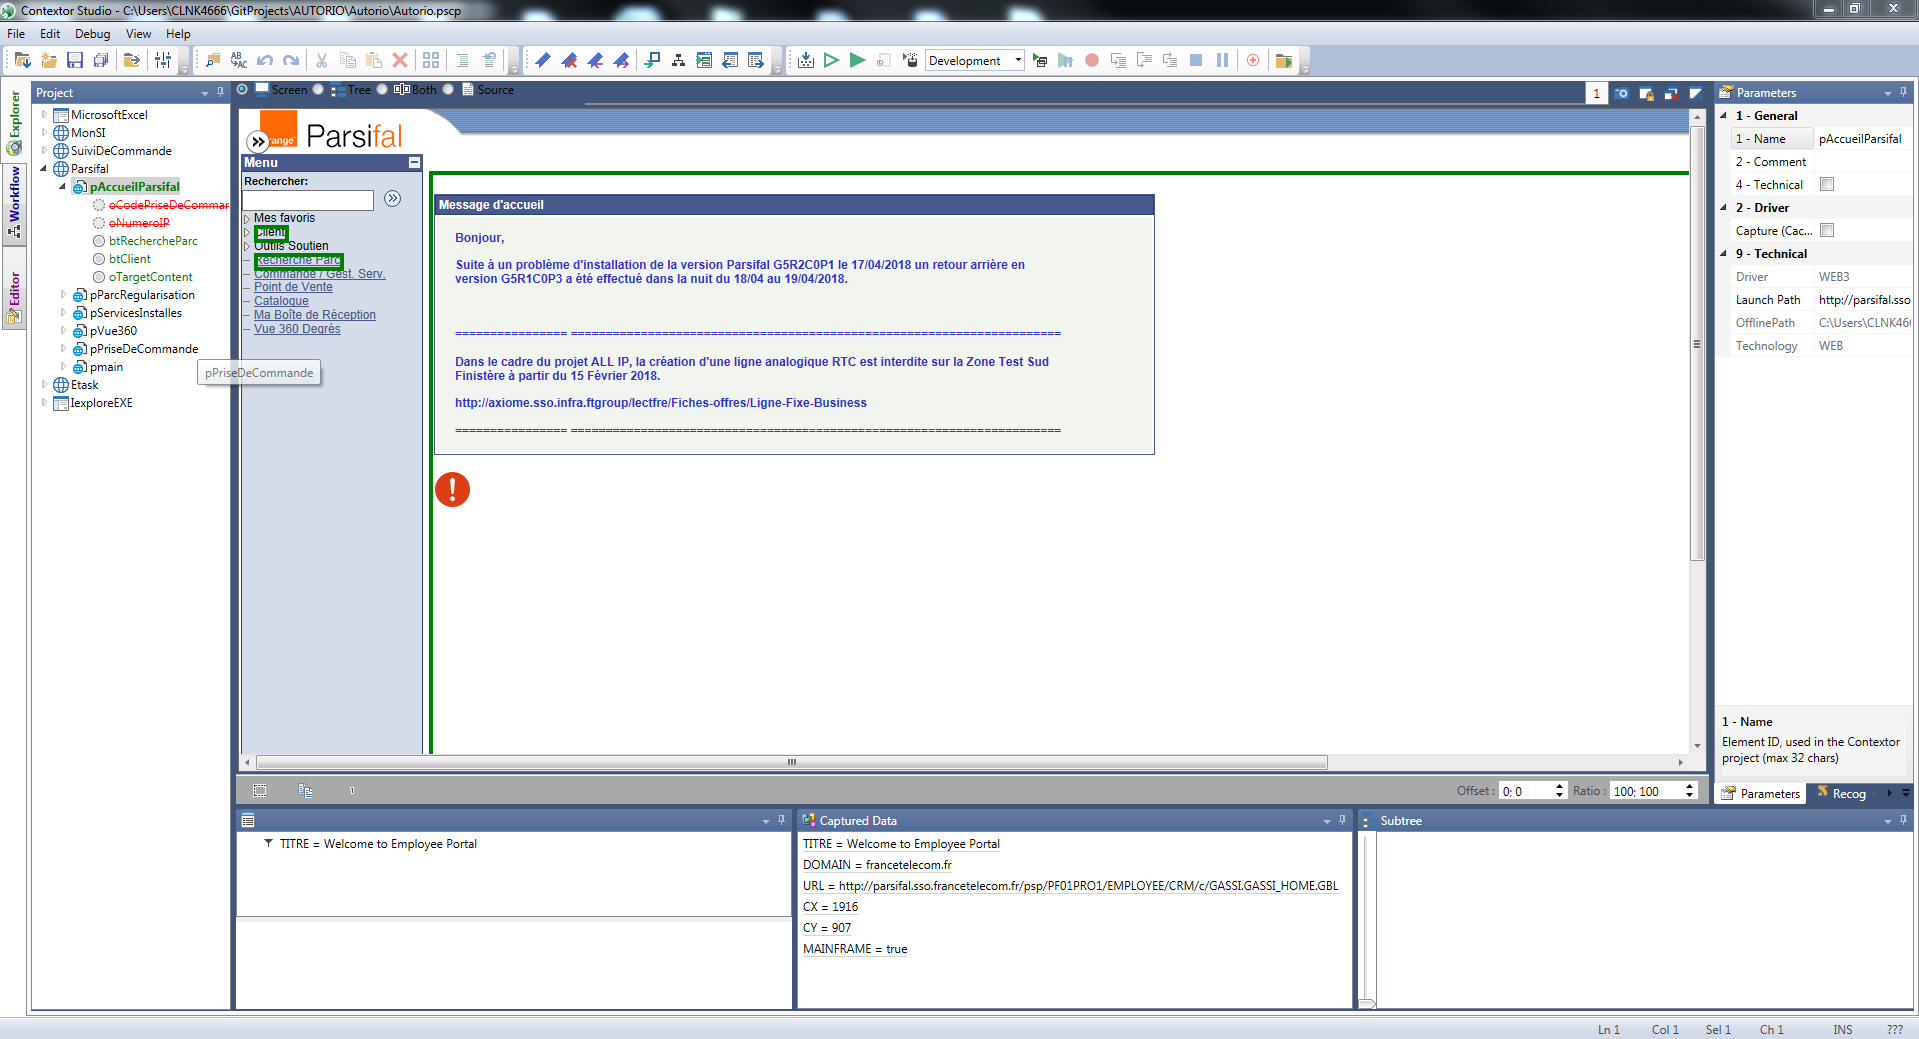 Contextor Studio - C:\Users\CLNK4666\GitProjects\AUTORIO\Autorio\Autorio.pscp
File Edit Debug View Help
Development
Explorer
Workflow
Editor
Project
MicrosoftExcel
MonSI
SuiviDeCommande
Parsifal
pAccueilParsifal
oCodePriseDeCommar
oNumeroIP
btRechercheParc
btClient
oTargetContent
pParcRegularisation
pServicesInstalles
pVue360
pPriseDeCommande
pmain
Etask
IexploreEXE
pPriseDeCommande
Screen Tree Both Source
1
ange
Parsifal
Menu
Rechercher:
Mes favoris
Client
Outils Soutien
Recherche Parc
Commande / Gest. Serv.
Point de Vente
Catalogue
Ma Boîte de Réception
Vue 360 Degrés
Message d'accueil
Bonjour,
Suite à un problème d'installation de la version Parsifal G5R2C0P1 le 17/04/2018 un retour arrière en
version G5R1C0P3 a été effectué dans la nuit du 18/04 au 19/04/2018.
================ ======================================================================
Dans le cadre du projet ALL IP, la création d'une ligne analogique RTC est interdite sur la Zone Test Sud
Finistère à partir du 15 Février 2018.
http://axiome.sso.infra.ftgroup/lectfre/Fiches-offres/Ligne-Fixe-Business
================ ======================================================================
1
Offset : 0; 0 Ratio : 100; 100
TITRE = Welcome to Employee Portal
Captured Data
TITRE = Welcome to Employee Portal
DOMAIN = francetelecom.fr
URL = http://parsifal.sso.francetelecom.fr/psp/PF01PRO1/EMPLOYEE/CRM/c/GASSI.GASSI_HOME.GBL
CX = 1916
CY = 907
MAINFRAME = true
Subtree
Parameters
1 - General
1 - Name pAccueilParsifal
2 - Comment
4 - Technical
2 - Driver
Capture (Cac...
9 - Technical
Driver WEB3
Launch Path http://parsifal.sso
OfflinePath C:\Users\CLNK46
Technology WEB
1 - Name
Element ID, used in the Contextor
project (max 32 chars)
Parameters Recog
Ln 1 Col 1 Sel 1 Ch 1 INS ???